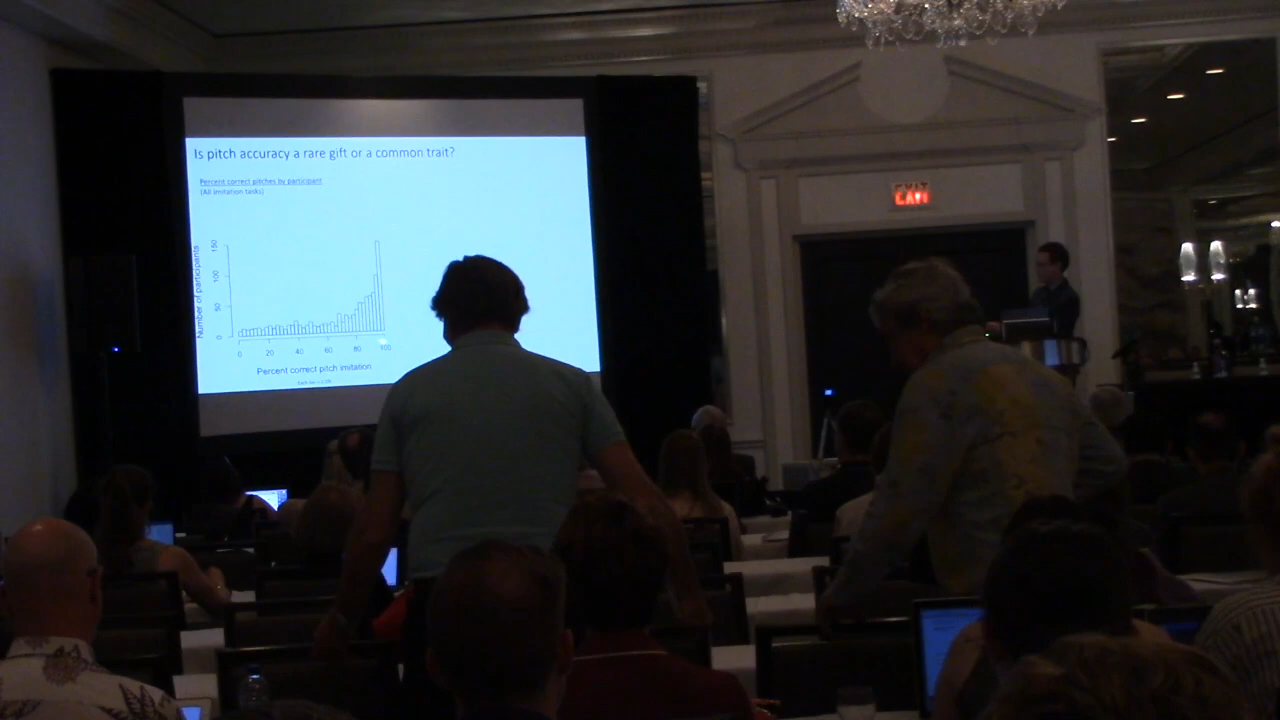 Is pitch accuracy a rare gift or a common trait?
Percent correct pitches by participant
(All imitation tasks)
Number of participants
150
100
50
0
0 20 40 60 80 100
Percent correct pitch imitation
EXIT